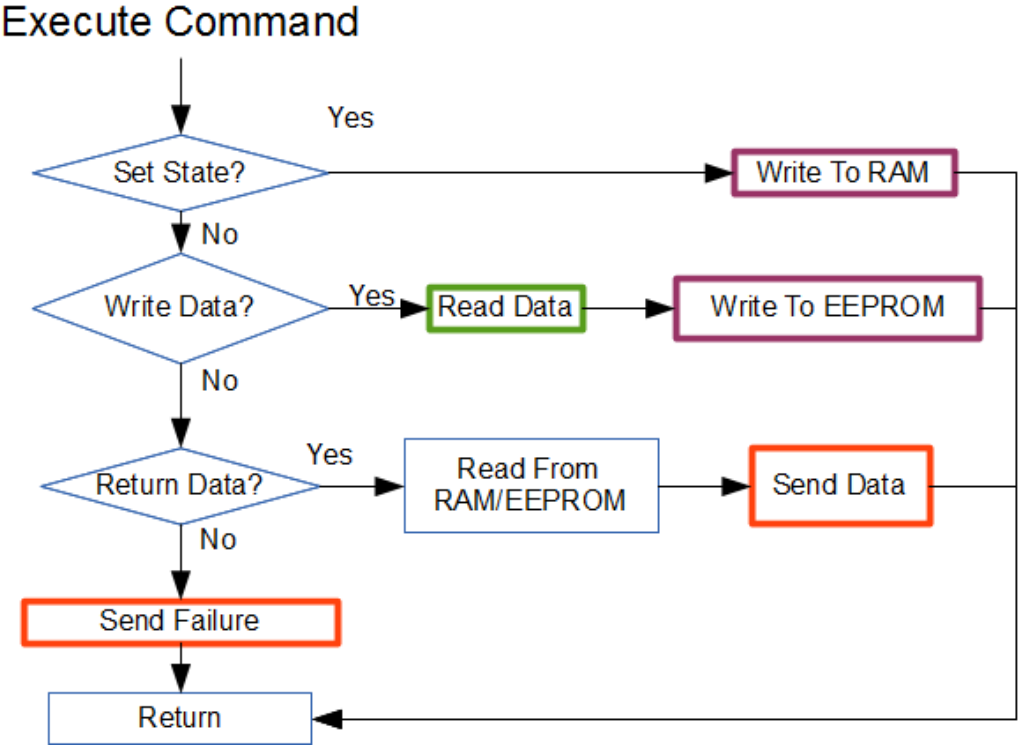 Execute Command
Yes
Set State?
Write To RAM
No
Write Data?
Yes
Read Data
Write To EEPROM
No
Yes
Return Data?
Read From
RAM/EEPROM
Send Data
No
Send Failure
Return